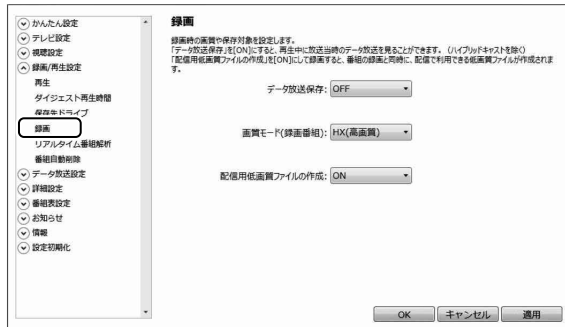 かんたん設定
テレビ設定
視聴設定
録画/再生設定
再生
ダイジェスト再生時間
保存先ドライブ
録画
リアルタイム番組解析
番組自動削除
データ放送設定
詳細設定
番組表設定
お知らせ
情報
設定初期化
録画
録画時の画質や保存対象を設定します。
「データ放送保存」を[ON]にすると、再生中に放送当時のデータ放送を見ることができます。(ハイブリッドキャストを除く)
「配信用低画質ファイルの作成」を[ON]にして録画すると、番組の録画と同時に、配信で利用できる低画質ファイルが作成されま
す。
データ放送保存: OFF
画質モード(録画番組): HX(高画質)
配信用低画質ファイルの作成: ON
OK キャンセル 適用